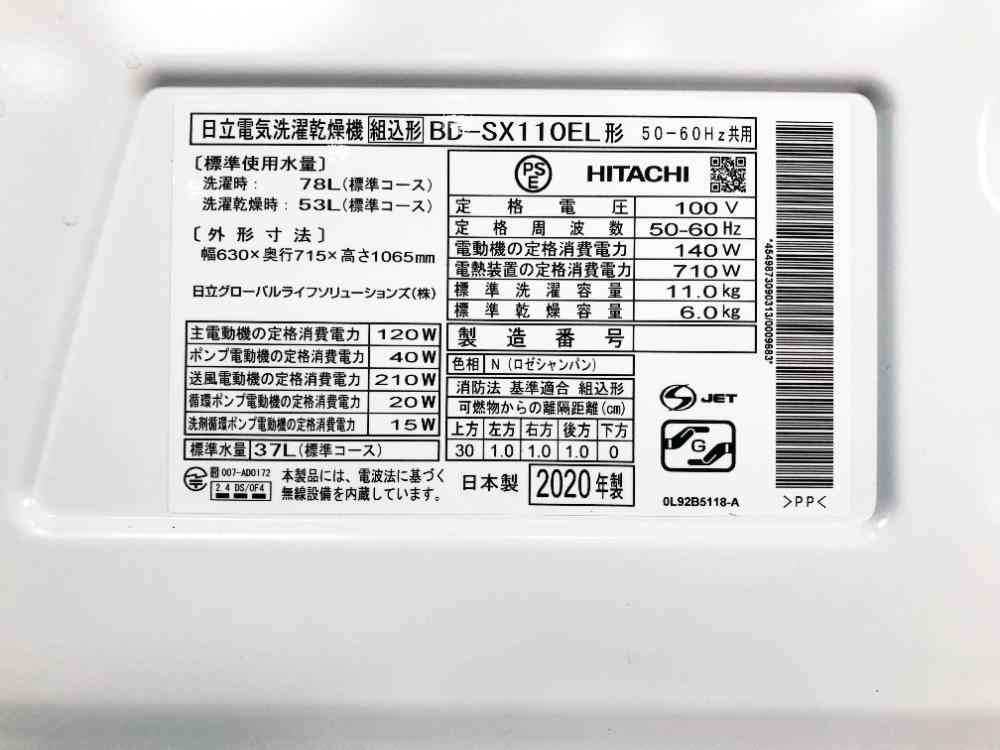 日立電気洗濯乾燥機 組込形 BD-SX110EL形 50-60Hz共用
〔標準使用水量〕
洗濯時： 78L(標準コース)
洗濯乾燥時：53L(標準コース)
〔外形寸法〕
幅630×奥行715×高さ1065mm
日立グローバルライフソリューションズ(株)
主電動機の定格消費電力 120W
ポンプ電動機の定格消費電力 40W
送風電動機の定格消費電力 210W
循環ポンプ電動機の定格消費電力 20W
洗剤循環ポンプ電動機の定格消費電力 15W
標準水量 37L(標準コース)
007-AD0172
2.4 DS/OF4
本製品には、電波法に基づく
無線設備を内蔵しています。
PSE HITACHI
定格電圧 100V
定格周波数 50-60Hz
電動機の定格消費電力 140W
電熱装置の定格消費電力 710W
標準洗濯容量 11.0kg
標準乾燥容量 6.0kg
製造番号
色相 N（ロゼシャンパン）
消防法 基準適合 組込形
可燃物からの離隔距離(cm)
上方 左方 右方 後方 下方
30 1.0 1.0 1.0 0
日本製 2020年製
S JET
G
0L92B5118-A
*4549873090313/00009683*
>PP<